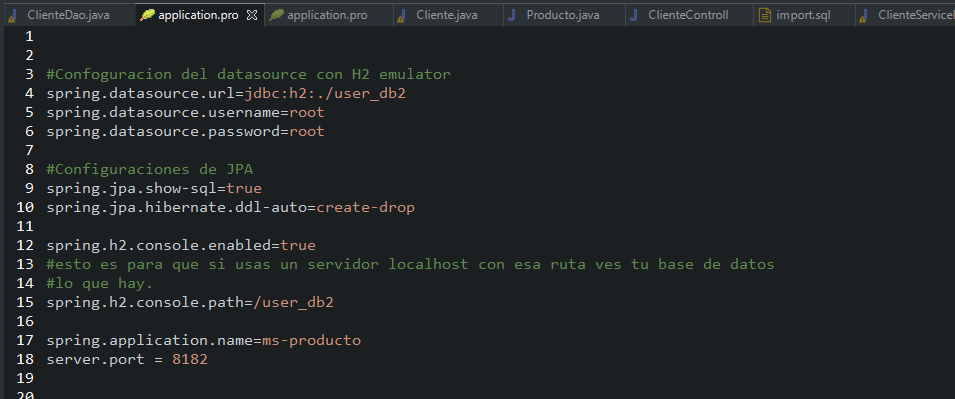 ClienteDao.java application.pro application.pro Cliente.java Producto.java ClienteControll import.sql ClienteServiceI
1
2
3 #Confoguracion del datasource con H2 emulator
4 spring.datasource.url=jdbc:h2:./user_db2
5 spring.datasource.username=root
6 spring.datasource.password=root
7
8 #Configuraciones de JPA
9 spring.jpa.show-sql=true
10 spring.jpa.hibernate.ddl-auto=create-drop
11
12 spring.h2.console.enabled=true
13 #esto es para que si usas un servidor localhost con esa ruta ves tu base de datos
14 #lo que hay.
15 spring.h2.console.path=/user_db2
16
17 spring.application.name=ms-producto
18 server.port = 8182
19
20